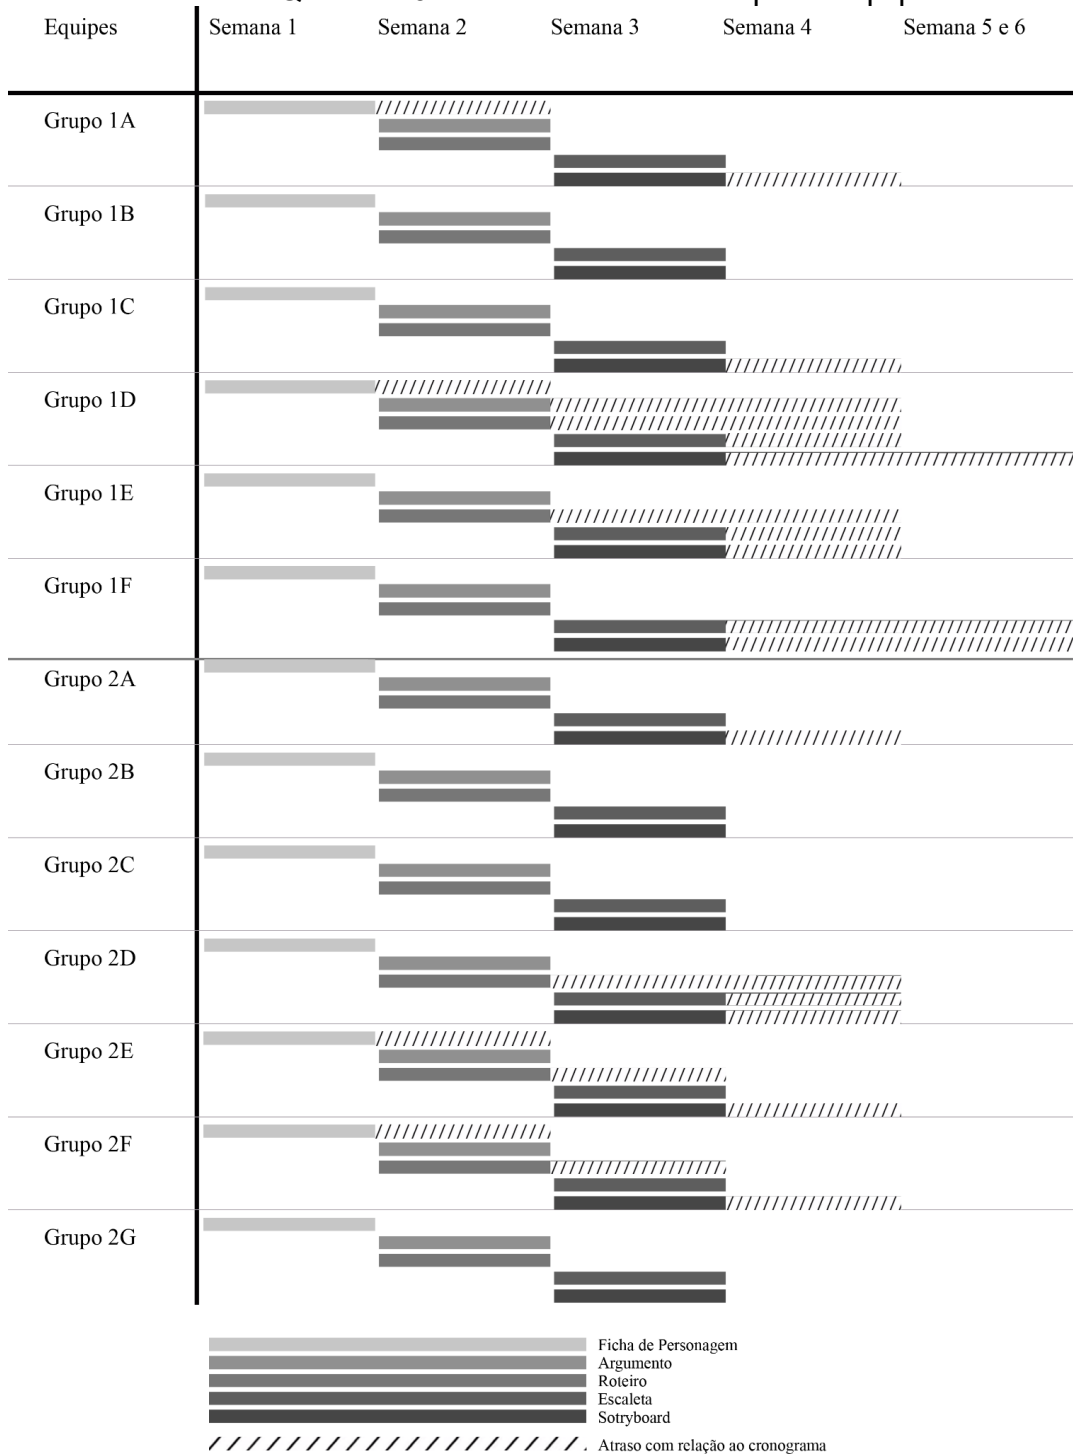 Equipes Semana 1 Semana 2 Semana 3 Semana 4 Semana 5 e 6
Grupo 1A
Grupo 1B
Grupo 1C
Grupo 1D
Grupo 1E
Grupo 1F
Grupo 2A
Grupo 2B
Grupo 2C
Grupo 2D
Grupo 2E
Grupo 2F
Grupo 2G
Ficha de Personagem
Argumento
Roteiro
Escaleta
Sotryboard
Atraso com relação ao cronograma